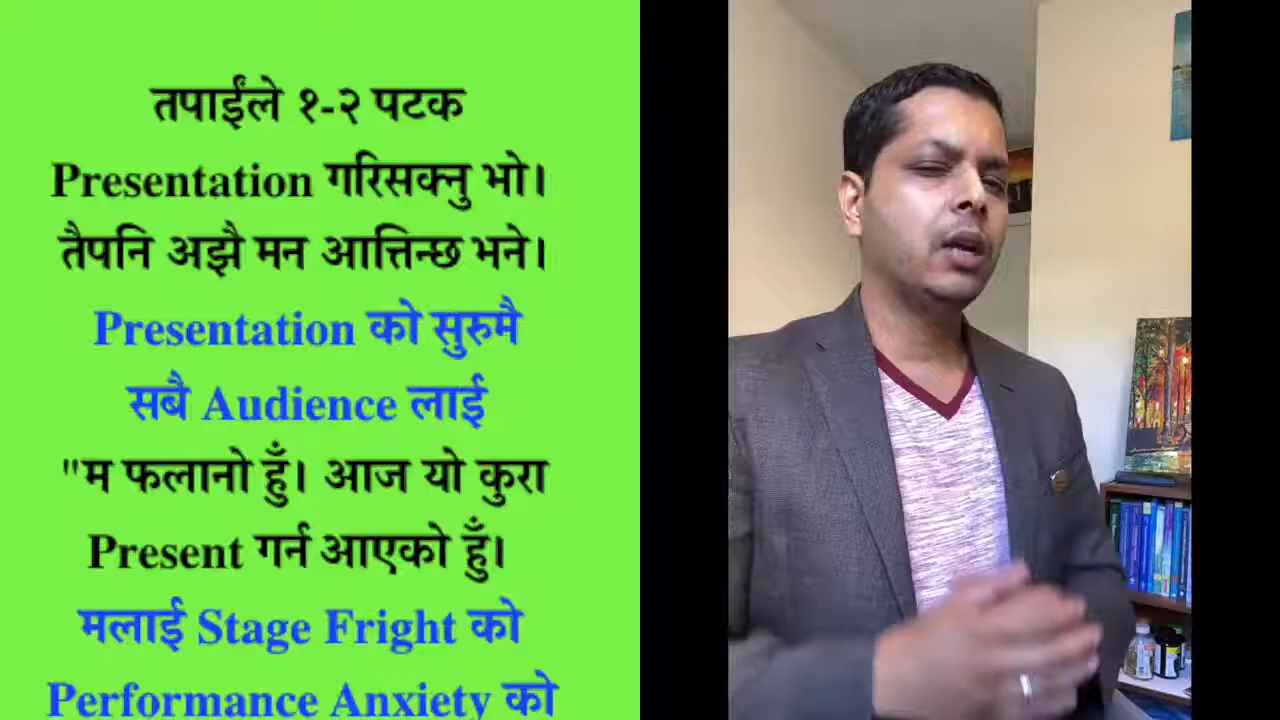 तपाईंले १-२ पटक
Presentation गरिसक्नु भो।
तैपनि अझै मन आत्तिन्छ भने।
Presentation को सुरुमै
सबै Audience लाई
"म फलानो हुँ। आज यो कुरा
Present गर्न आएको हुँ।
मलाई Stage Fright को
Performance Anxiety को